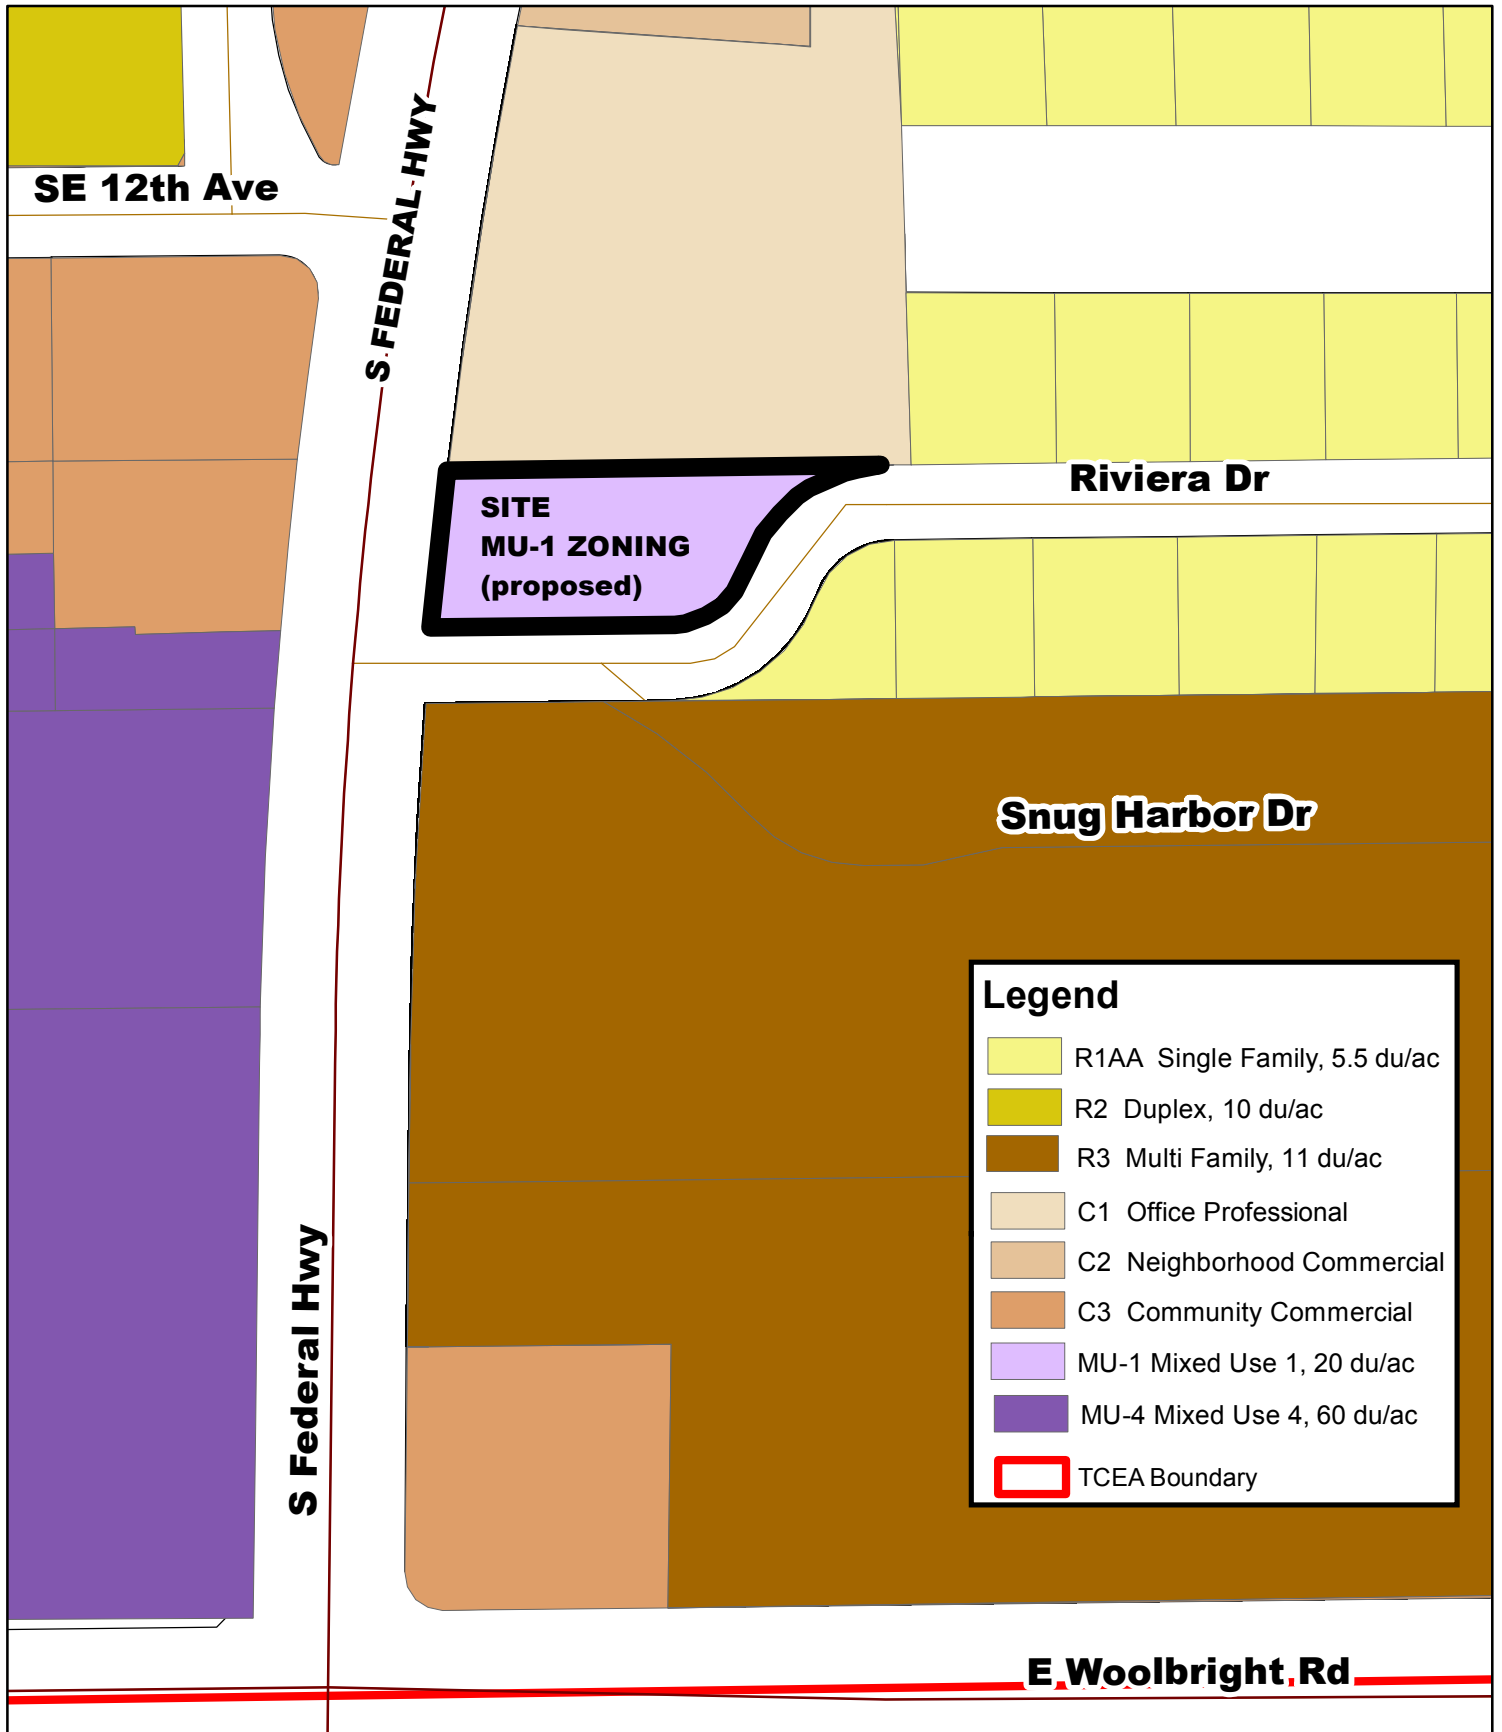 SE 12th Ave
S FEDERAL HWY
SITE
MU-1 ZONING
(proposed)
Riviera Dr
Snug Harbor Dr
Legend
R1AA Single Family, 5.5 du/ac
R2 Duplex, 10 du/ac
R3 Multi Family, 11 du/ac
C1 Office Professional
C2 Neighborhood Commercial
C3 Community Commercial
MU-1 Mixed Use 1, 20 du/ac
MU-4 Mixed Use 4, 60 du/ac
TCEA Boundary
S Federal Hwy
E Woolbright Rd